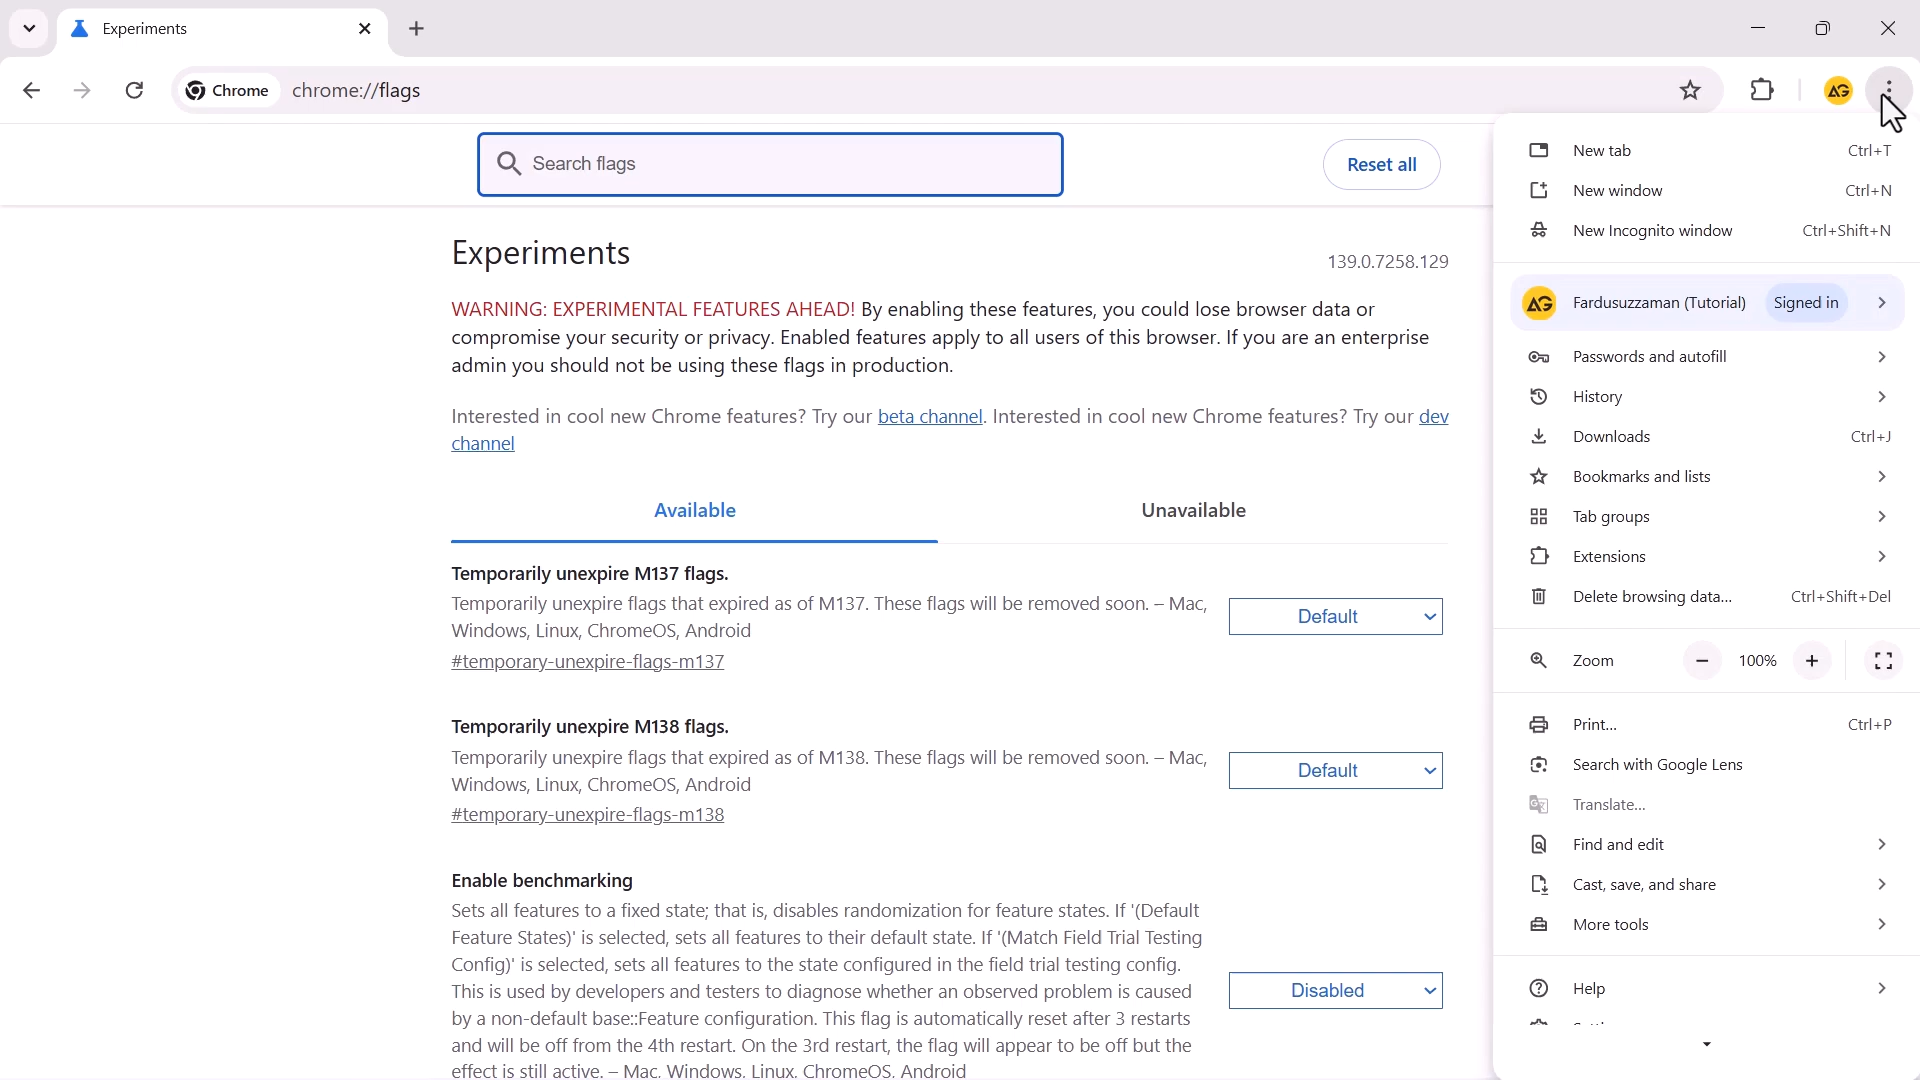 Experiments
Chrome
chrome://flags
AG
Search flags
Reset all
Experiments
139.0.7258.129
WARNING: EXPERIMENTAL FEATURES AHEAD! By enabling these features, you could lose browser data or
compromise your security or privacy. Enabled features apply to all users of this browser. If you are an enterprise
admin you should not be using these flags in production.
Interested in cool new Chrome features? Try our beta channel. Interested in cool new Chrome features? Try our dev
channel
Available
Unavailable
Temporarily unexpire M137 flags.
Temporarily unexpire flags that expired as of M137. These flags will be removed soon. – Mac,
Windows, Linux, ChromeOS, Android
#temporary-unexpire-flags-m137
Default
Temporarily unexpire M138 flags.
Temporarily unexpire flags that expired as of M138. These flags will be removed soon. – Mac,
Windows, Linux, ChromeOS, Android
#temporary-unexpire-flags-m138
Default
Enable benchmarking
Sets all features to a fixed state; that is, disables randomization for feature states. If '(Default
Feature States)' is selected, sets all features to their default state. If '(Match Field Trial Testing
Config)' is selected, sets all features to the state configured in the field trial testing config.
This is used by developers and testers to diagnose whether an observed problem is caused
by a non-default base::Feature configuration. This flag is automatically reset after 3 restarts
and will be off from the 4th restart. On the 3rd restart, the flag will appear to be off but the
effect is still active. – Mac, Windows, Linux, ChromeOS, Android
Disabled
New tab Ctrl+T
New window Ctrl+N
New Incognito window Ctrl+Shift+N
AG Fardusuzzaman (Tutorial) Signed in
Passwords and autofill
History
Downloads Ctrl+J
Bookmarks and lists
Tab groups
Extensions
Delete browsing data... Ctrl+Shift+Del
Zoom − 100% +
Print... Ctrl+P
Search with Google Lens
Translate...
Find and edit
Cast, save, and share
More tools
Help